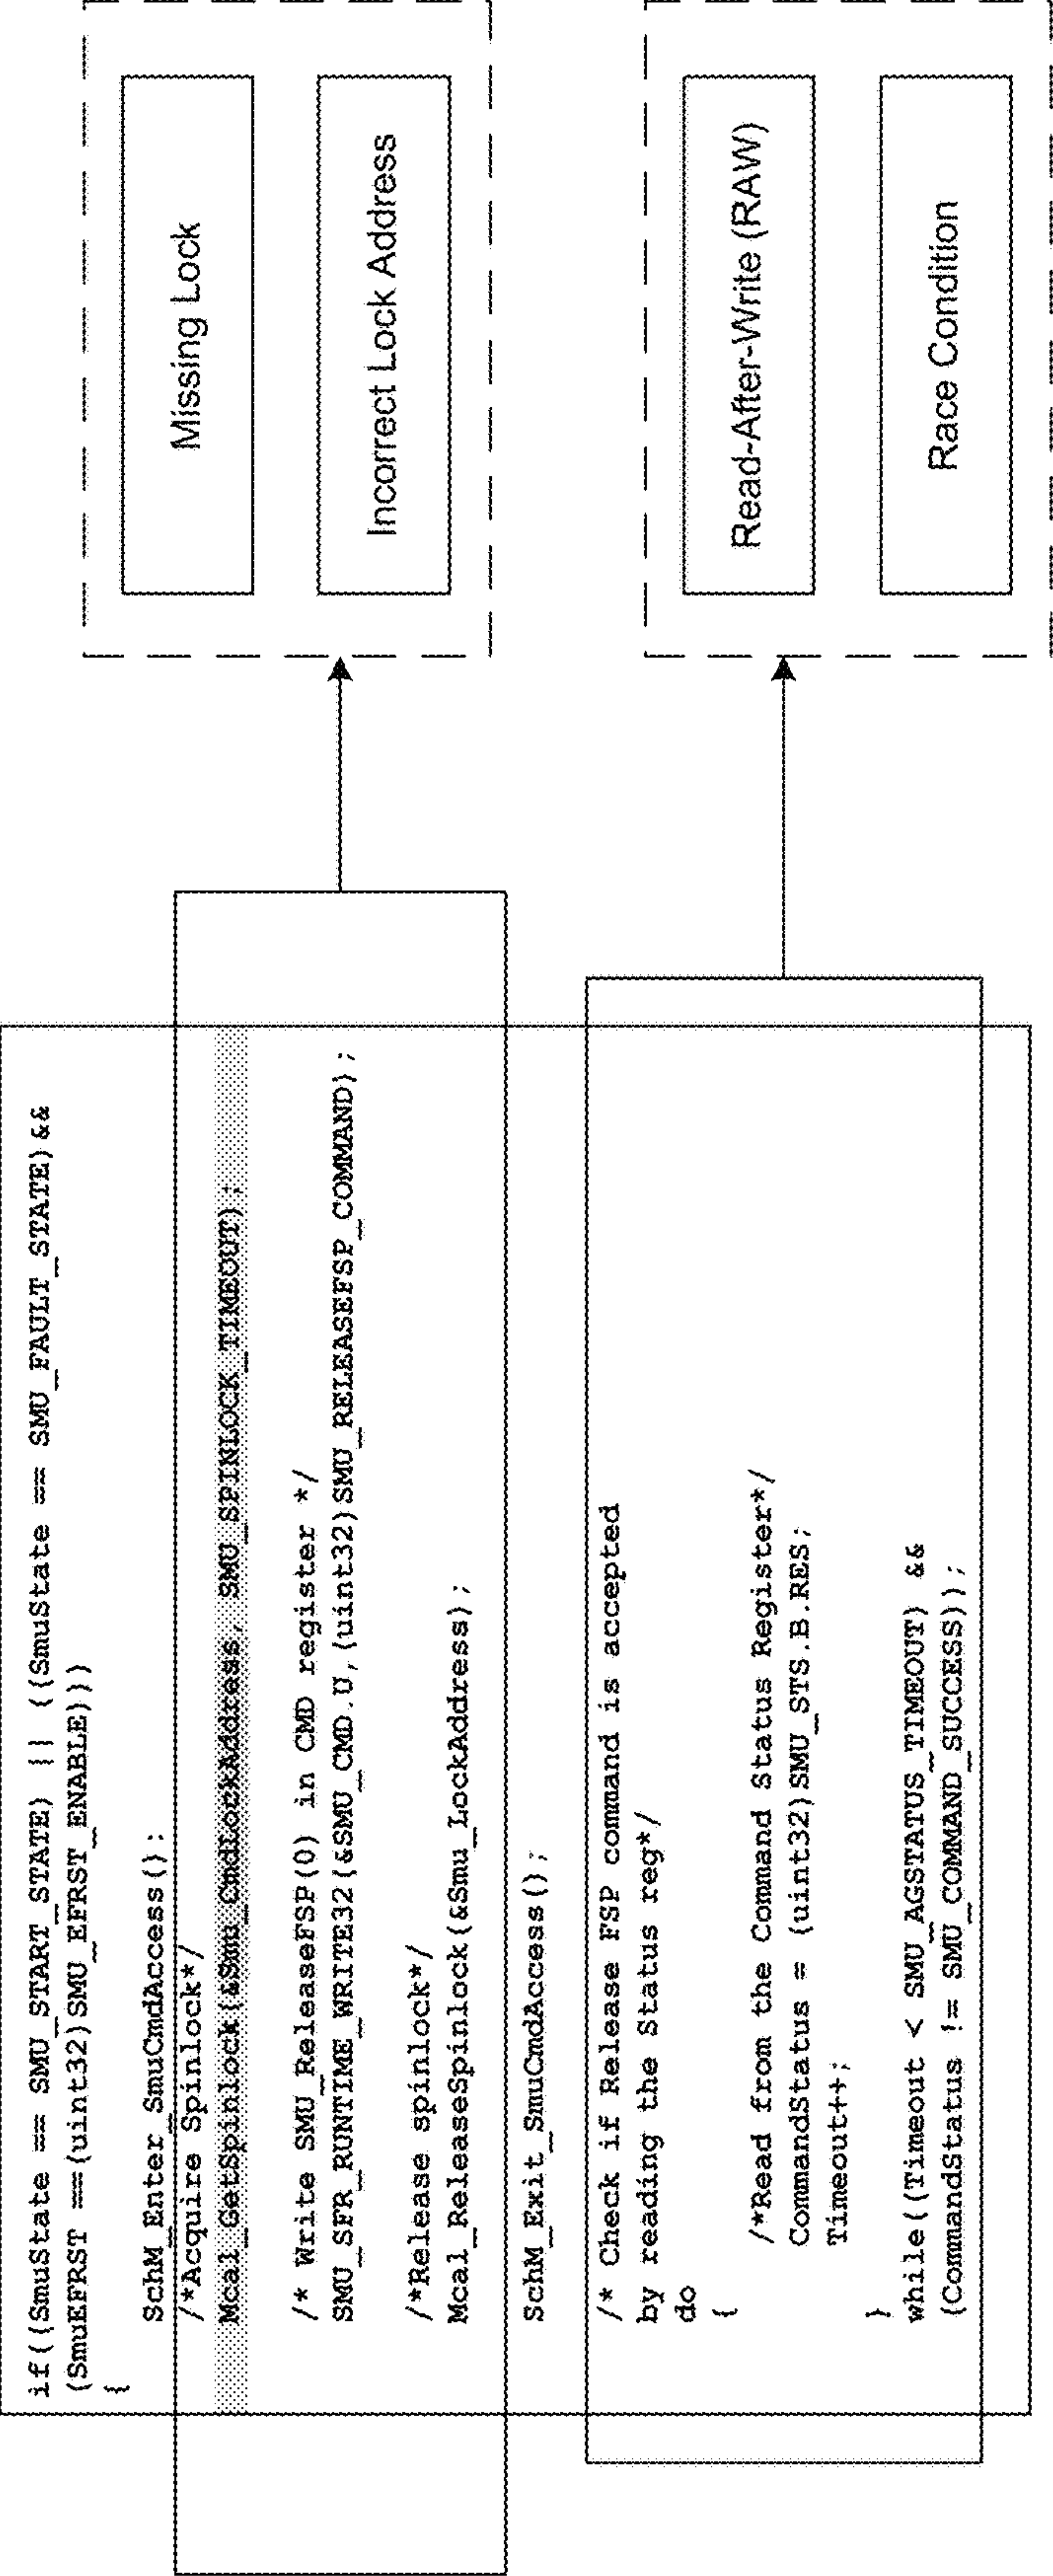 if((SmuState == SMU_START_STATE) || ((SmuState == SMU_FAULT_STATE)&&
(SmuEFRST ==(uint32)SMU_EFRST_ENABLE)))
{
SchM_Enter_SmuCmdAccess();
/*Acquire Spinlock*/
Mcal_GetSpinlock(&Smu_CmdLockAddress, SMU_SPINLOCK_TIMEOUT);
/* Write SMU_ReleaseFSP(0) in CMD register */
SMU_SFR_RUNTIME_WRITE32(&SMU_CMD.U,(uint32)SMU_RELEASEFSP_COMMAND);
/*Release spinlock*/
Mcal_ReleaseSpinlock(&Smu_LockAddress);
SchM_Exit_SmuCmdAccess();
/* Check if Release FSP command is accepted
by reading the Status reg*/
do
{
/*Read from the Command Status Register*/
CommandStatus = (uint32)SMU_STS.B.RES;
Timeout++;
}
while((Timeout < SMU_AGSTATUS_TIMEOUT) &&
(CommandStatus != SMU_COMMAND_SUCCESS));
Missing Lock
Incorrect Lock Address
Read-After-Write (RAW)
Race Condition